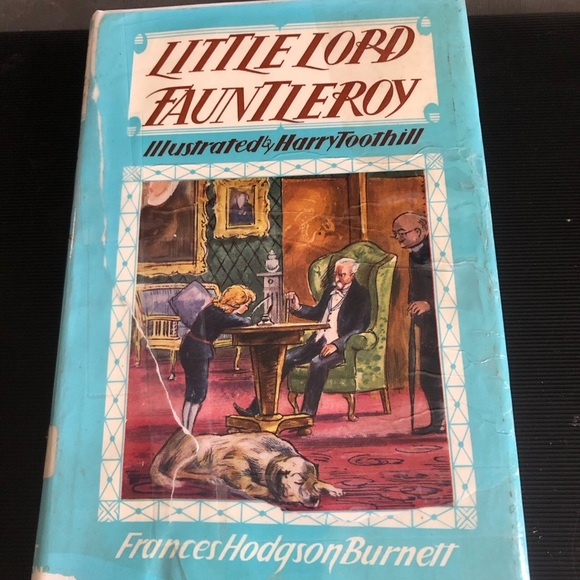 LITTLE LORD
FAUNTLEROY
Illustrated by Harry Toothill
Frances Hodgson Burnett